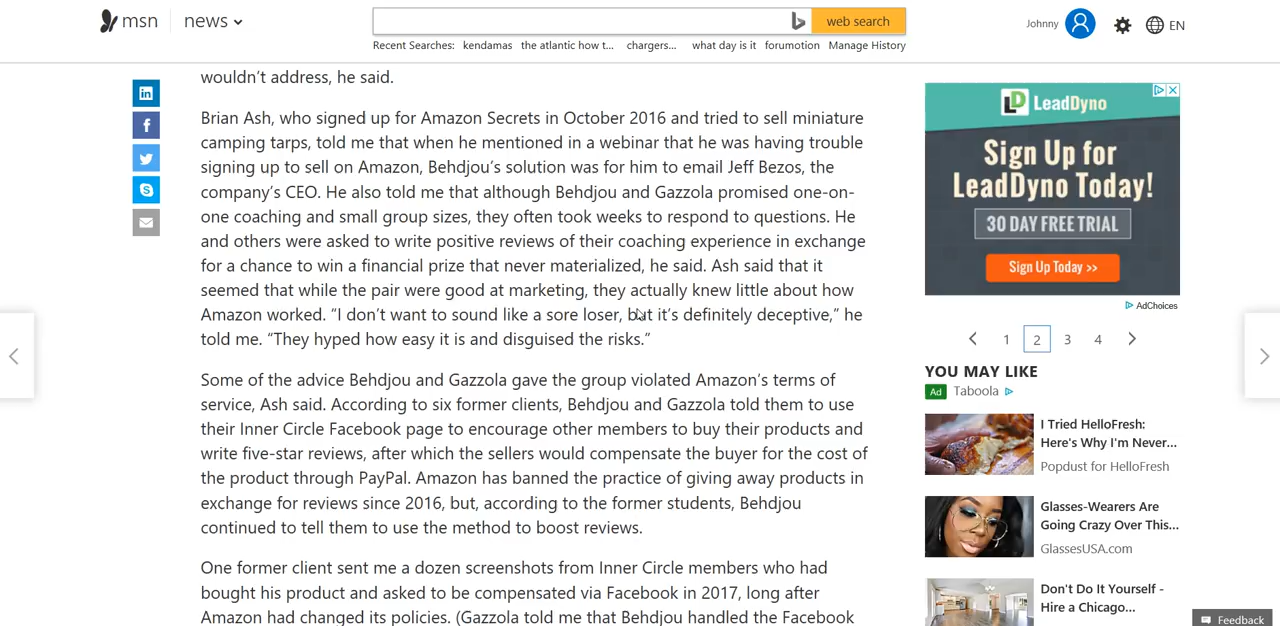 msn
news
web search
Johnny
EN
Recent Searches: kendamas the atlantic how t... chargers... what day is it forumotion Manage History
wouldn’t address, he said.
Brian Ash, who signed up for Amazon Secrets in October 2016 and tried to sell miniature
camping tarps, told me that when he mentioned in a webinar that he was having trouble
signing up to sell on Amazon, Behdjou’s solution was for him to email Jeff Bezos, the
company’s CEO. He also told me that although Behdjou and Gazzola promised one-on-
one coaching and small group sizes, they often took weeks to respond to questions. He
and others were asked to write positive reviews of their coaching experience in exchange
for a chance to win a financial prize that never materialized, he said. Ash said that it
seemed that while the pair were good at marketing, they actually knew little about how
Amazon worked. “I don’t want to sound like a sore loser, but it’s definitely deceptive,” he
told me. “They hyped how easy it is and disguised the risks.”
Some of the advice Behdjou and Gazzola gave the group violated Amazon’s terms of
service, Ash said. According to six former clients, Behdjou and Gazzola told them to use
their Inner Circle Facebook page to encourage other members to buy their products and
write five-star reviews, after which the sellers would compensate the buyer for the cost of
the product through PayPal. Amazon has banned the practice of giving away products in
exchange for reviews since 2016, but, according to the former students, Behdjou
continued to tell them to use the method to boost reviews.
One former client sent me a dozen screenshots from Inner Circle members who had
bought his product and asked to be compensated via Facebook in 2017, long after
Amazon had changed its policies. (Gazzola told me that Behdjou handled the Facebook
LeadDyno
Sign Up for
LeadDyno Today!
30 DAY FREE TRIAL
Sign Up Today >>
AdChoices
1 2 3 4
YOU MAY LIKE
Ad Taboola
I Tried HelloFresh:
Here's Why I'm Never...
Popdust for HelloFresh
Glasses-Wearers Are
Going Crazy Over This...
GlassesUSA.com
Don't Do It Yourself -
Hire a Chicago...
Feedback